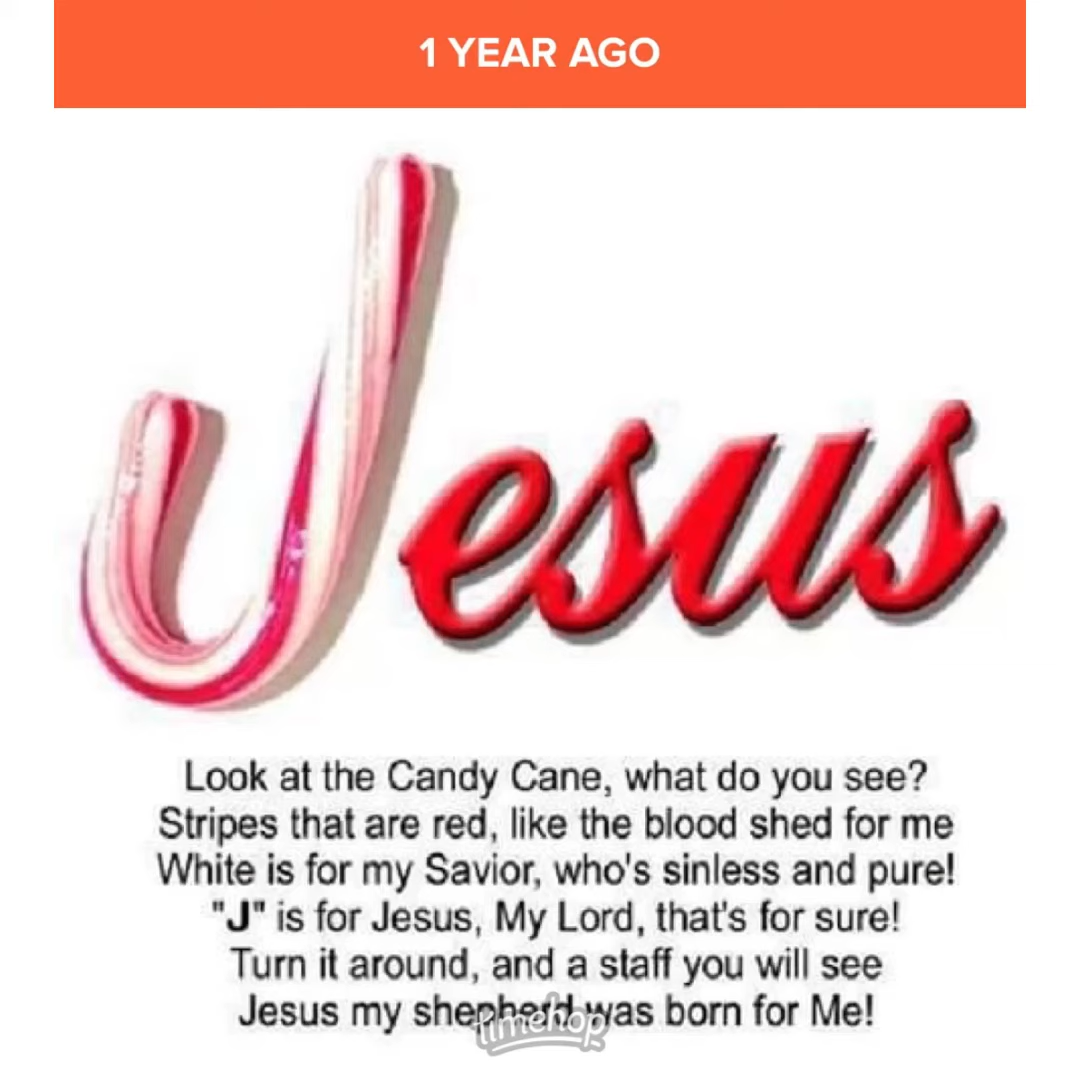 1 YEAR AGO
Jesus
Look at the Candy Cane, what do you see?
Stripes that are red, like the blood shed for me
White is for my Savior, who's sinless and pure!
"J" is for Jesus, My Lord, that's for sure!
Turn it around, and a staff you will see
Jesus my shepherd was born for Me!
timehop